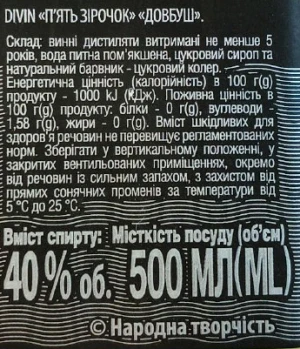 DIVIN «П'ЯТЬ ЗІРОЧОК» «ДОВБУШ».
Склад: винні дистиляти витримані не менше 5
років, вода питна пом'якшена, цукровий сироп та
натуральний барвник - цукровий колер.
Енергетична цінність (калорійність) в 100 г(g)
продукту - 1000 kJ (кДж). Поживна цінність в
100 г(g) продукту: білки - 0 г(g), вуглеводи -
1,58 г(g), жири - 0 г(g). Вміст шкідливих для
здоров'я речовин не перевищує регламентованих
норм. Зберігати у вертикальному положенні, у
закритих вентильованих приміщеннях, окремо
від речовин із сильним запахом, з захистом від
прямих сонячних променів за температури від
5 °С до 25 °С.
Вміст спирту: Місткість посуду (об'єм)
40 % об. 500 МЛ(ML)
© Народна творчість